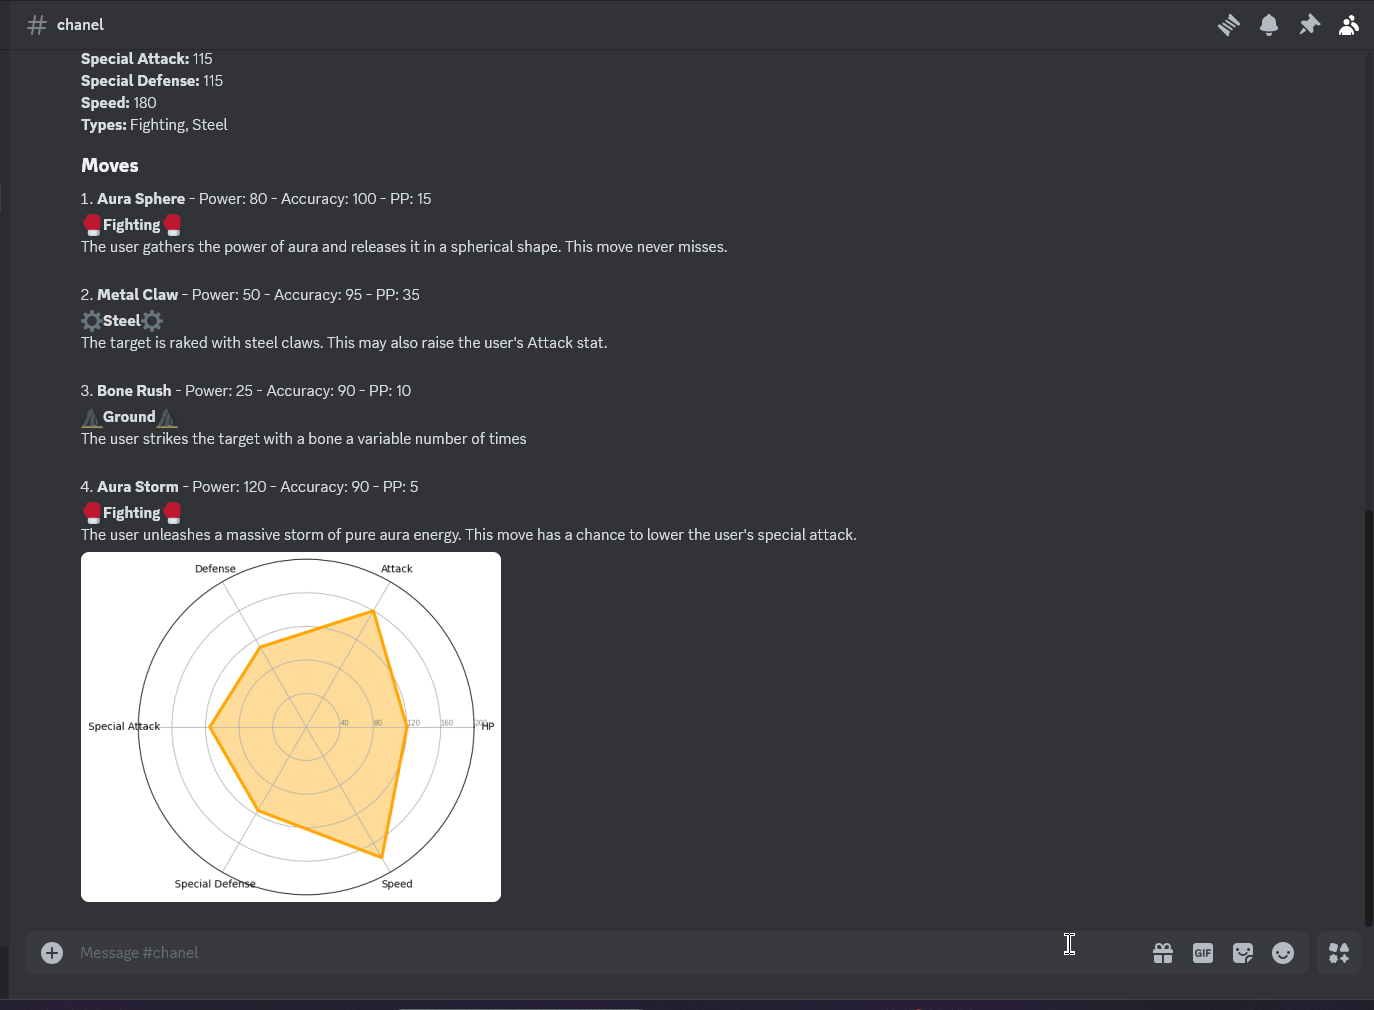 # chanel
Special Attack: 115
Special Defense: 115
Speed: 180
Types: Fighting, Steel
Moves
1. Aura Sphere - Power: 80 - Accuracy: 100 - PP: 15
Fighting
The user gathers the power of aura and releases it in a spherical shape. This move never misses.
2. Metal Claw - Power: 50 - Accuracy: 95 - PP: 35
Steel
The target is raked with steel claws. This may also raise the user's Attack stat.
3. Bone Rush - Power: 25 - Accuracy: 90 - PP: 10
Ground
The user strikes the target with a bone a variable number of times
4. Aura Storm - Power: 120 - Accuracy: 90 - PP: 5
Fighting
The user unleashes a massive storm of pure aura energy. This move has a chance to lower the user's special attack.
Defense Attack
Special Attack 40 80 120 160 200 HP
Special Defense Speed
Message #chanel
GIF